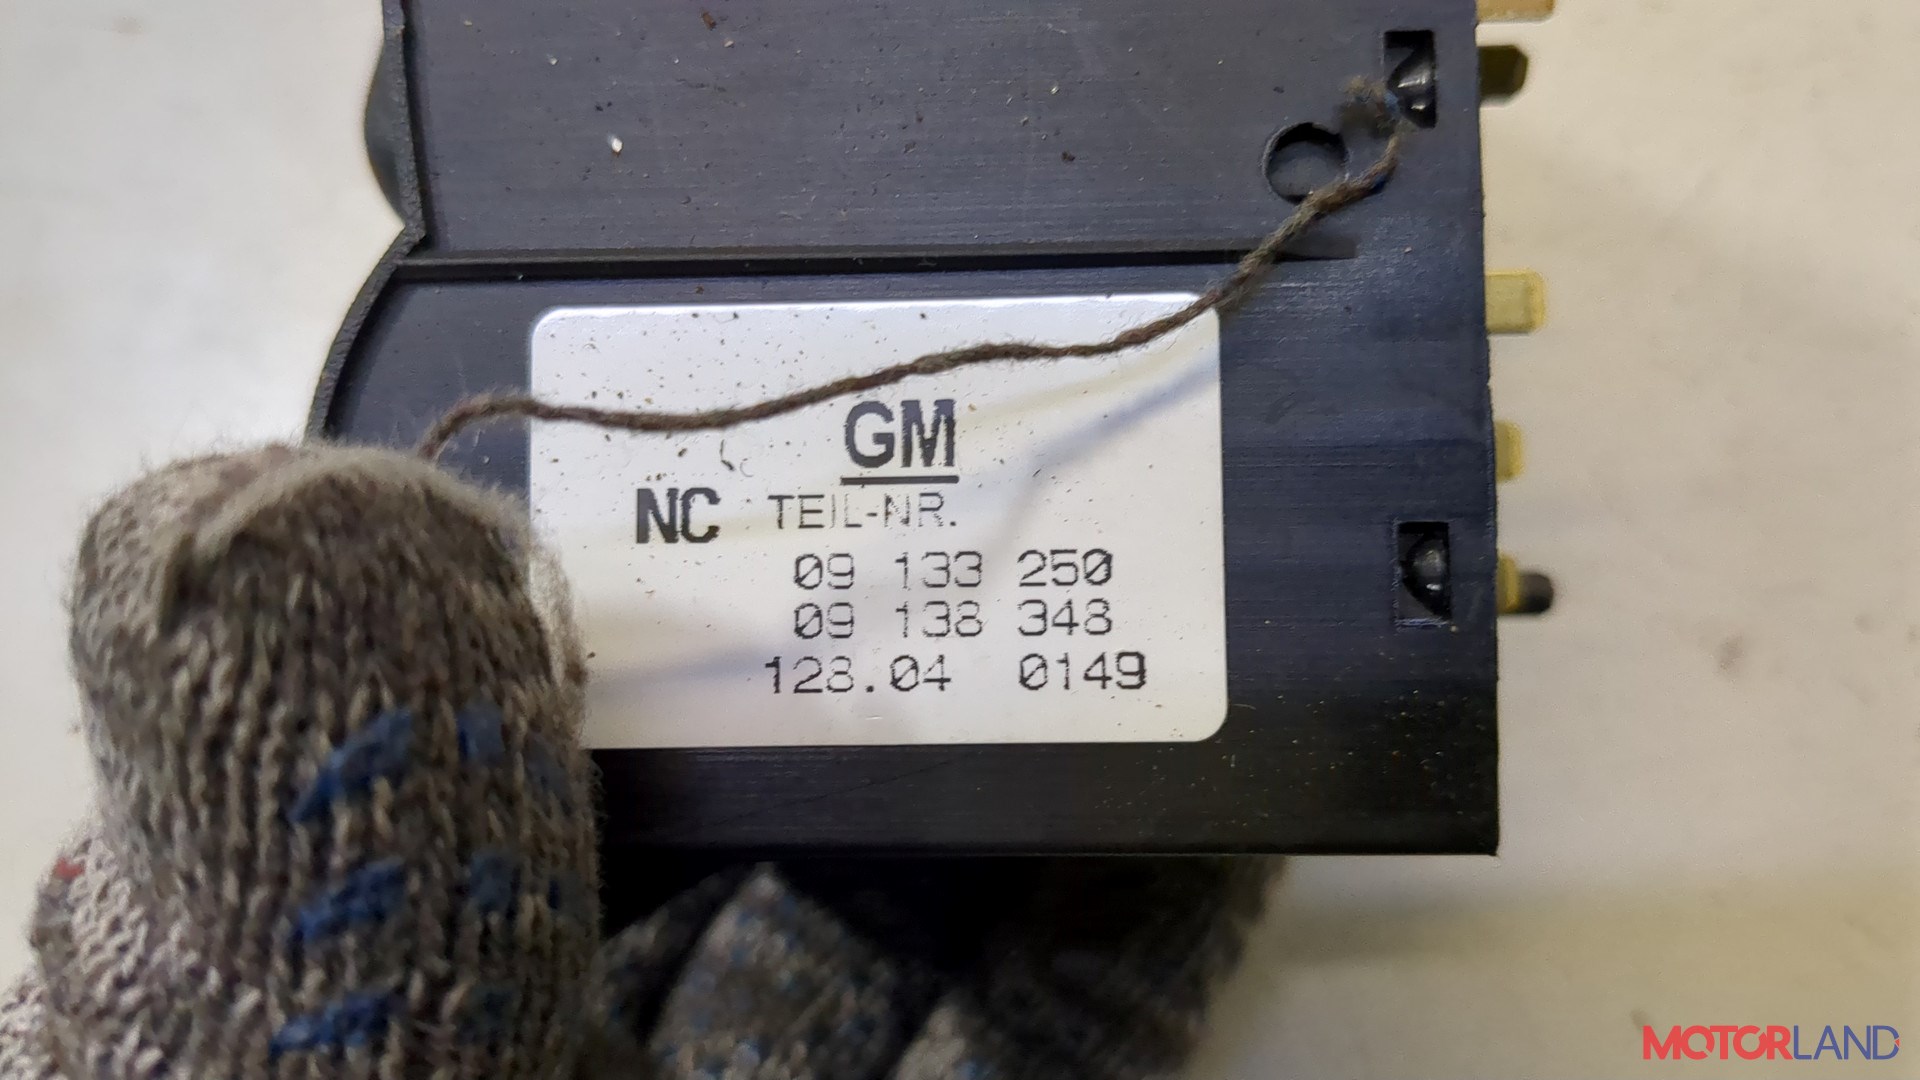 GM
NC TEIL-NR.
09 133 250
09 138 348
128.04 0149
MOTORLAND